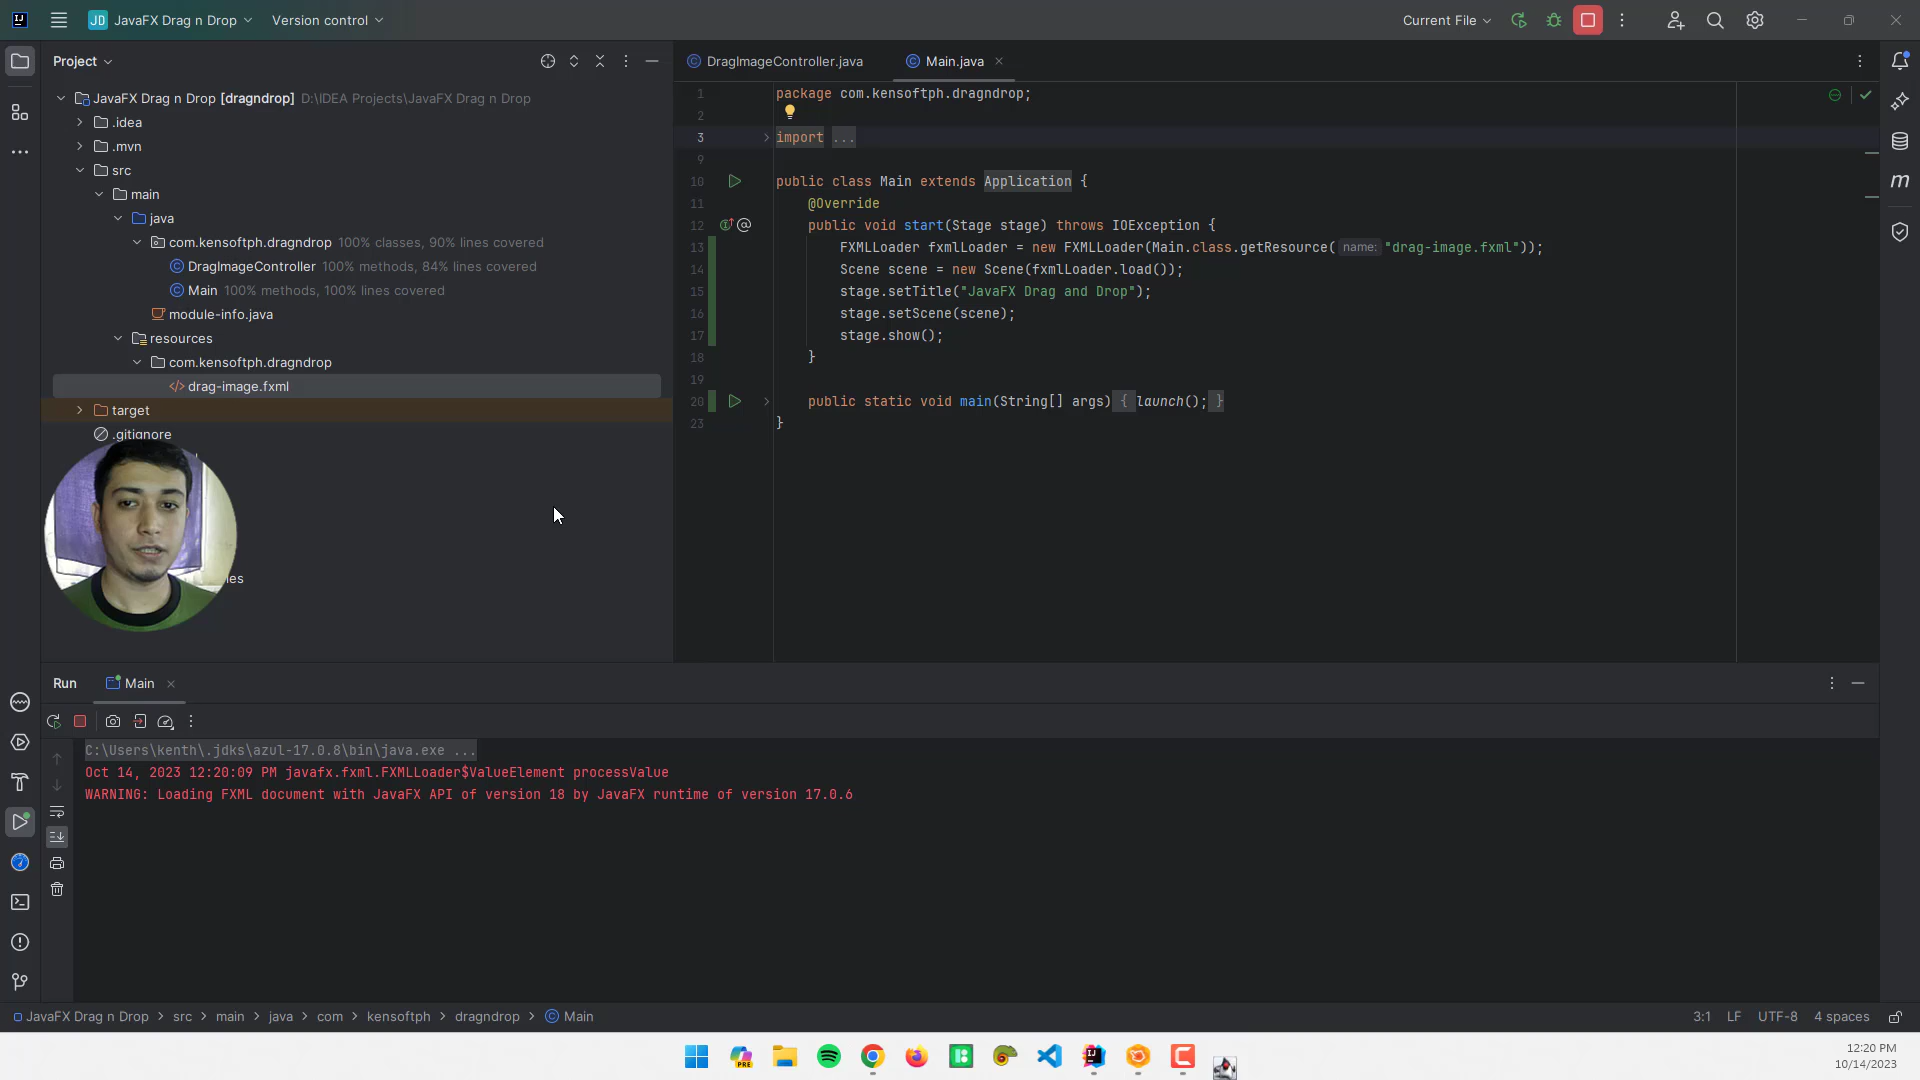 JD JavaFX Drag n Drop Version control Current File
Project
DragImageController.java Main.java
JavaFX Drag n Drop [dragndrop] D:\IDEA Projects\JavaFX Drag n Drop
.idea
.mvn
src
main
java
com.kensoftph.dragndrop 100% classes, 90% lines covered
DragImageController 100% methods, 84% lines covered
Main 100% methods, 100% lines covered
module-info.java
resources
com.kensoftph.dragndrop
drag-image.fxml
target
.gitignore
1 package com.kensoftph.dragndrop;
2
3 import ...
9
10 public class Main extends Application {
11 @Override
12 public void start(Stage stage) throws IOException {
13 FXMLLoader fxmlLoader = new FXMLLoader(Main.class.getResource( name: "drag-image.fxml"));
14 Scene scene = new Scene(fxmlLoader.load());
15 stage.setTitle("JavaFX Drag and Drop");
16 stage.setScene(scene);
17 stage.show();
18 }
19
20 public static void main(String[] args) { launch(); }
23 }
Run Main
C:\Users\kenth\.jdks\azul-17.0.8\bin\java.exe ...
Oct 14, 2023 12:20:09 PM javafx.fxml.FXMLLoader$ValueElement processValue
WARNING: Loading FXML document with JavaFX API of version 18 by JavaFX runtime of version 17.0.6
JavaFX Drag n Drop > src > main > java > com > kensoftph > dragndrop > Main
3:1 LF UTF-8 4 spaces
12:20 PM
10/14/2023